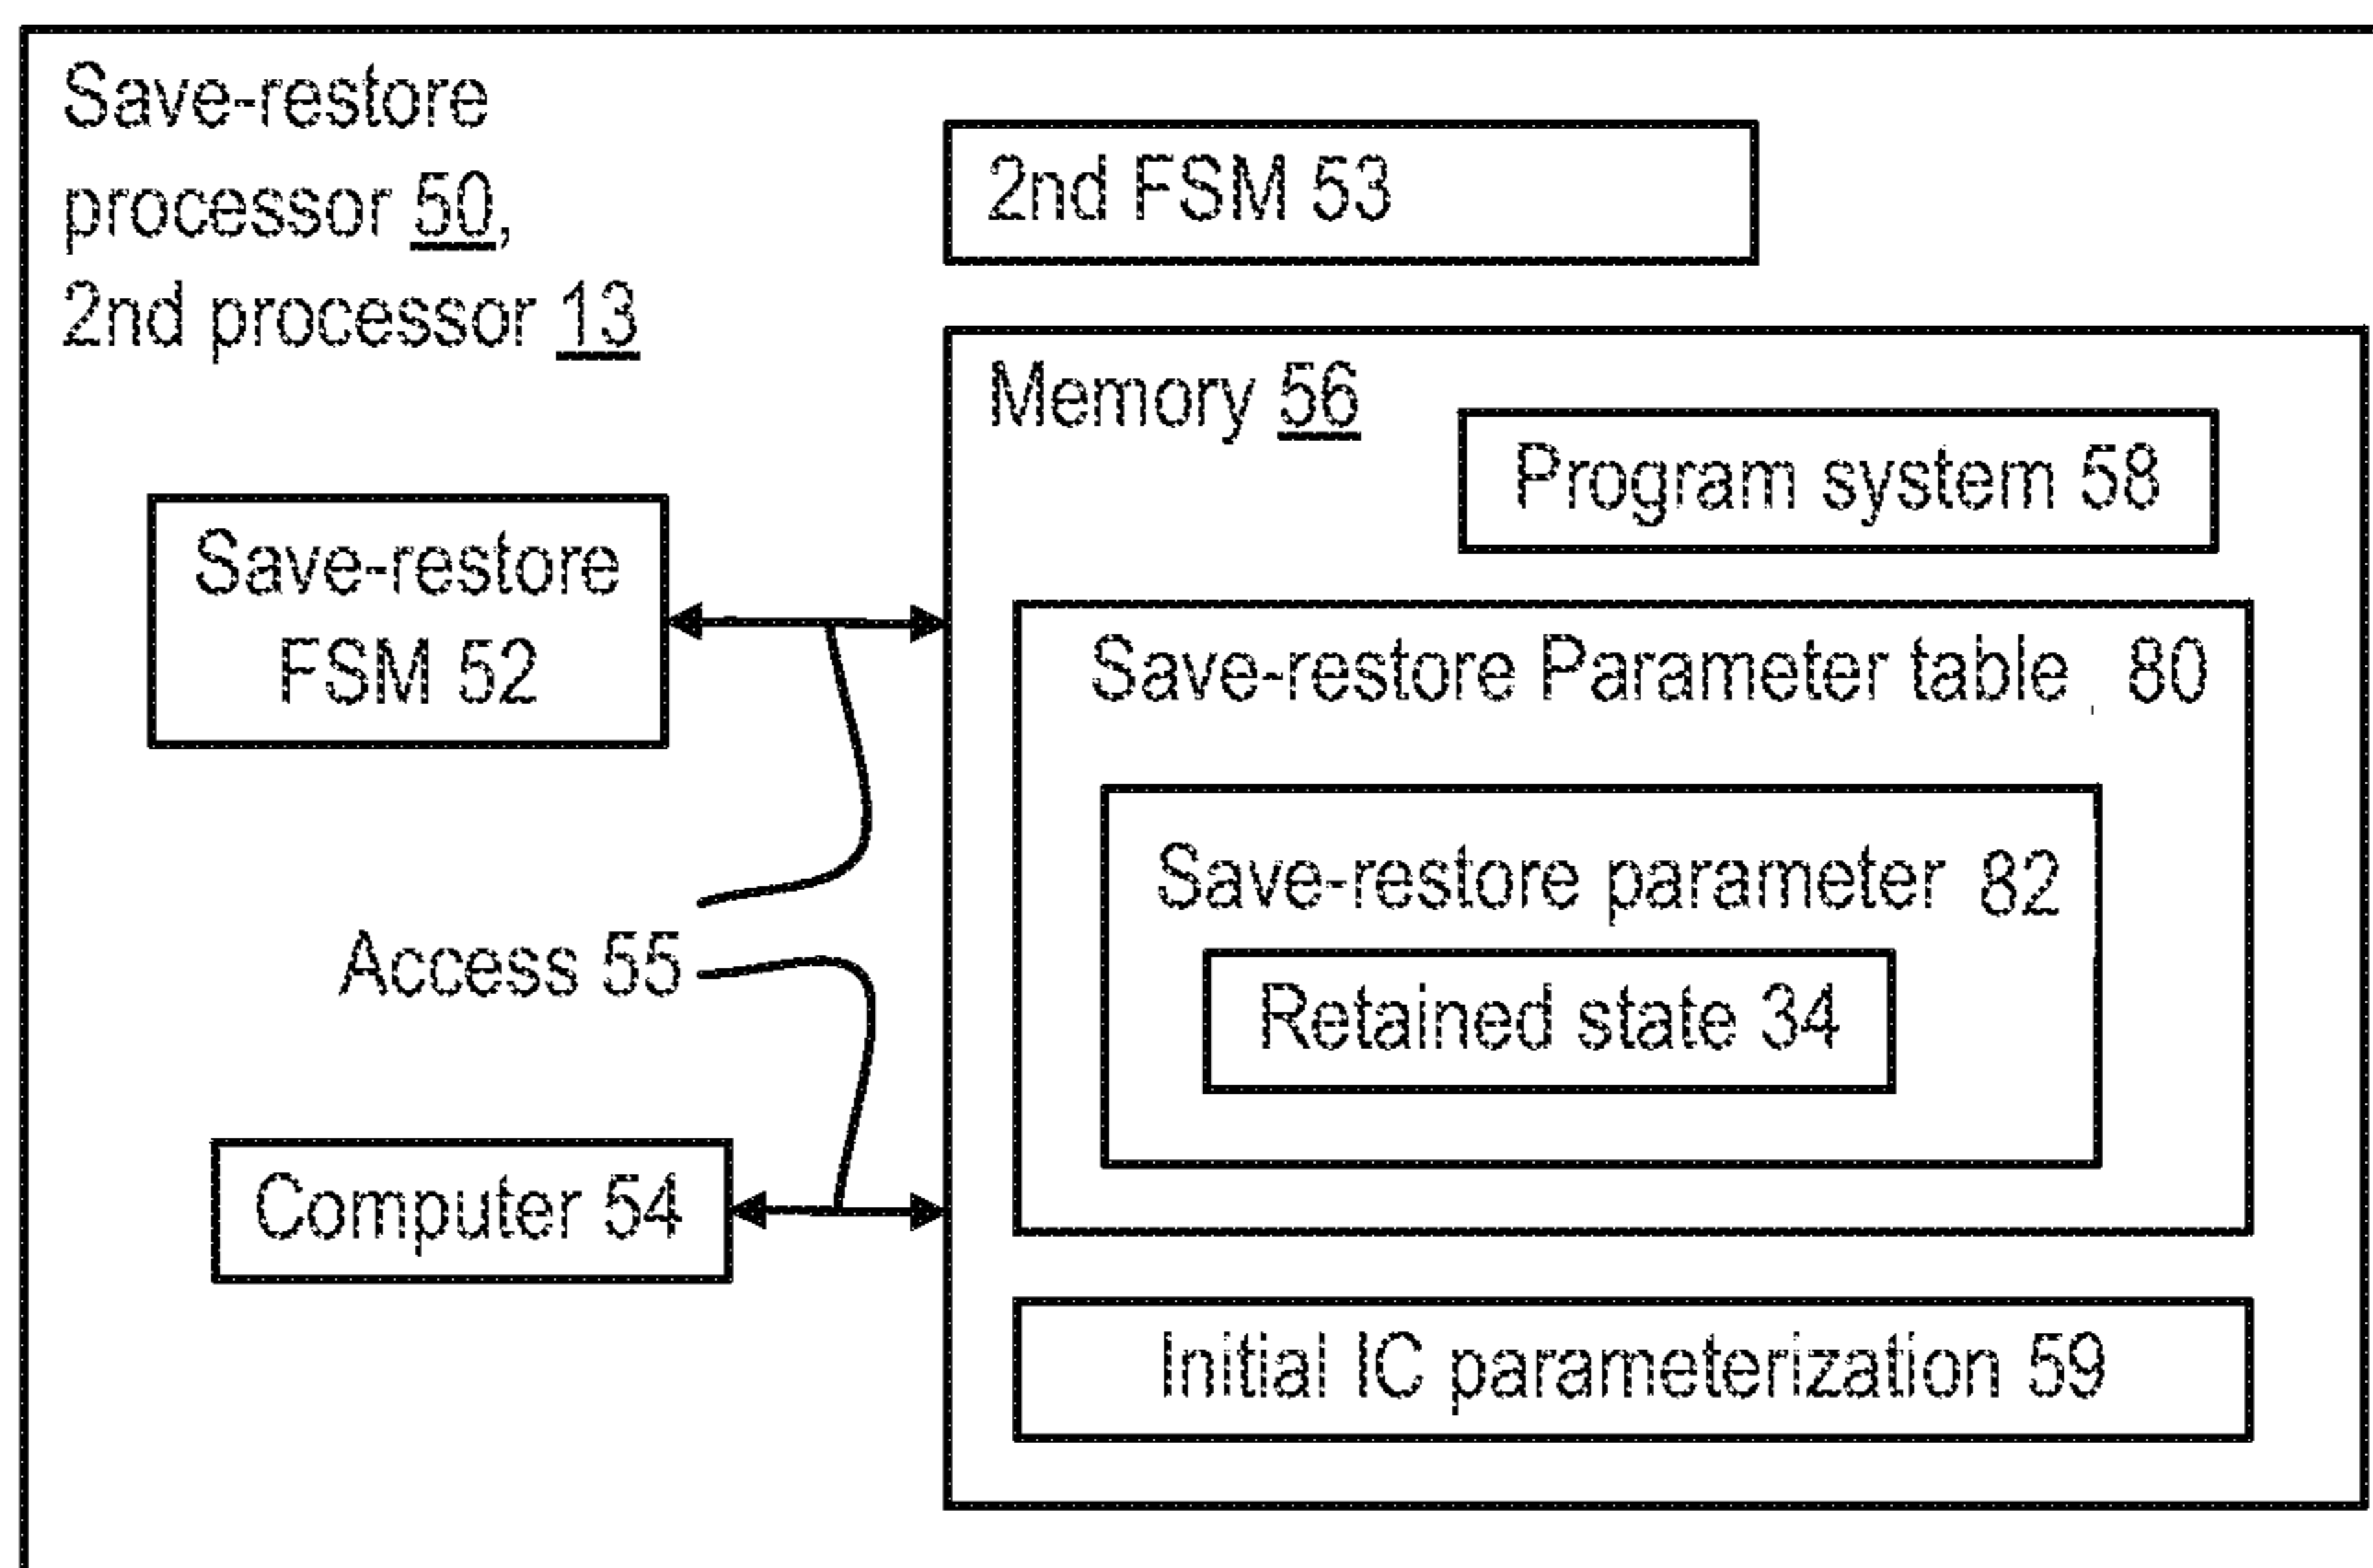 Save-restore
processor 50,
2nd processor 13
2nd FSM 53
Memory 56
Program system 58
Save-restore
FSM 52
Save-restore Parameter table 80
Save-restore parameter 82
Access 55
Retained state 34
Computer 54
Initial IC parameterization 59